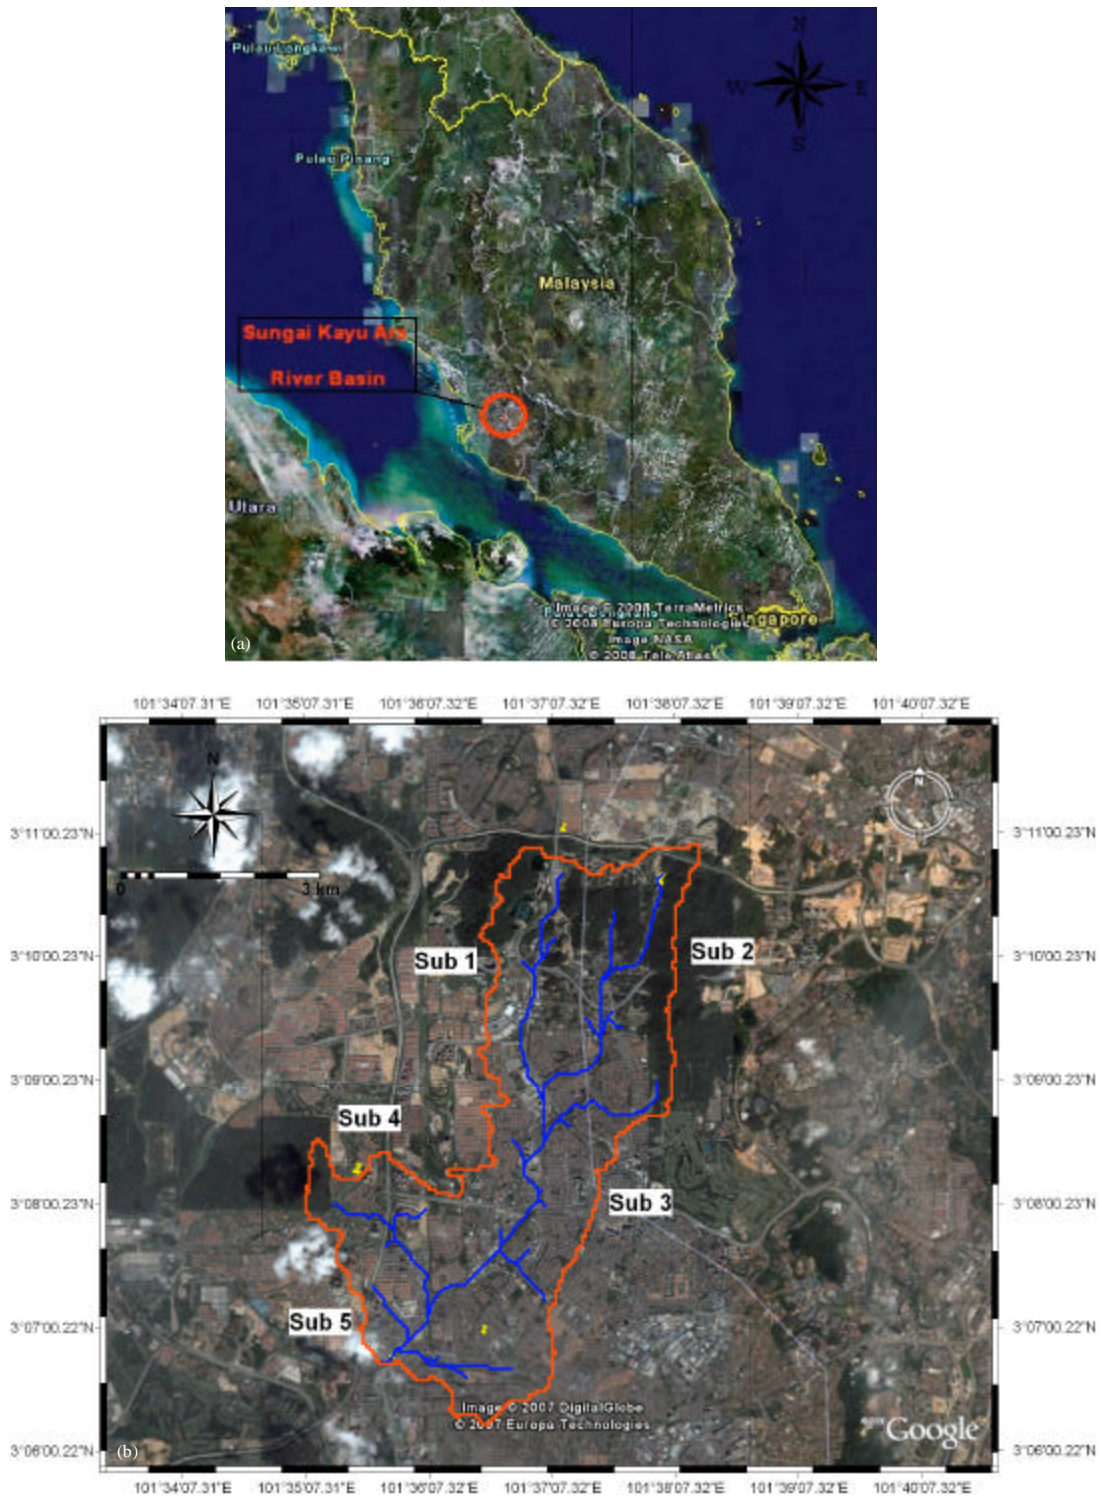 N
Pulau Langkawi
W E
S
Pulau Pinang
Malaysia
Sungai Kayu Ara
River Basin
Utara
Image © 2008 TerraMetrics
© 2008 Europa Technologies
Singapore
Image NASA
© 2008 Tele Atlas
(a)
101°34'07.31"E 101°35'07.31"E 101°36'07.32"E 101°37'07.32"E 101°38'07.32"E 101°39'07.32"E 101°40'07.32"E
N
N
3°11'00.23"N 3°11'00.23"N
0 3 km
Sub 1
Sub 2
3°10'00.23"N 3°10'00.23"N
3°09'00.23"N 3°09'00.23"N
Sub 4
3°08'00.23"N 3°08'00.23"N
Sub 3
Sub 5
3°07'00.22"N 3°07'00.22"N
Image © 2007 DigitalGlobe
© 2007 Europa Technologies
Google
(b)
3°06'00.22"N 3°06'00.22"N
101°34'07.31"E 101°35'07.31"E 101°36'07.32"E 101°37'07.32"E 101°38'07.32"E 101°39'07.32"E 101°40'07.32"E